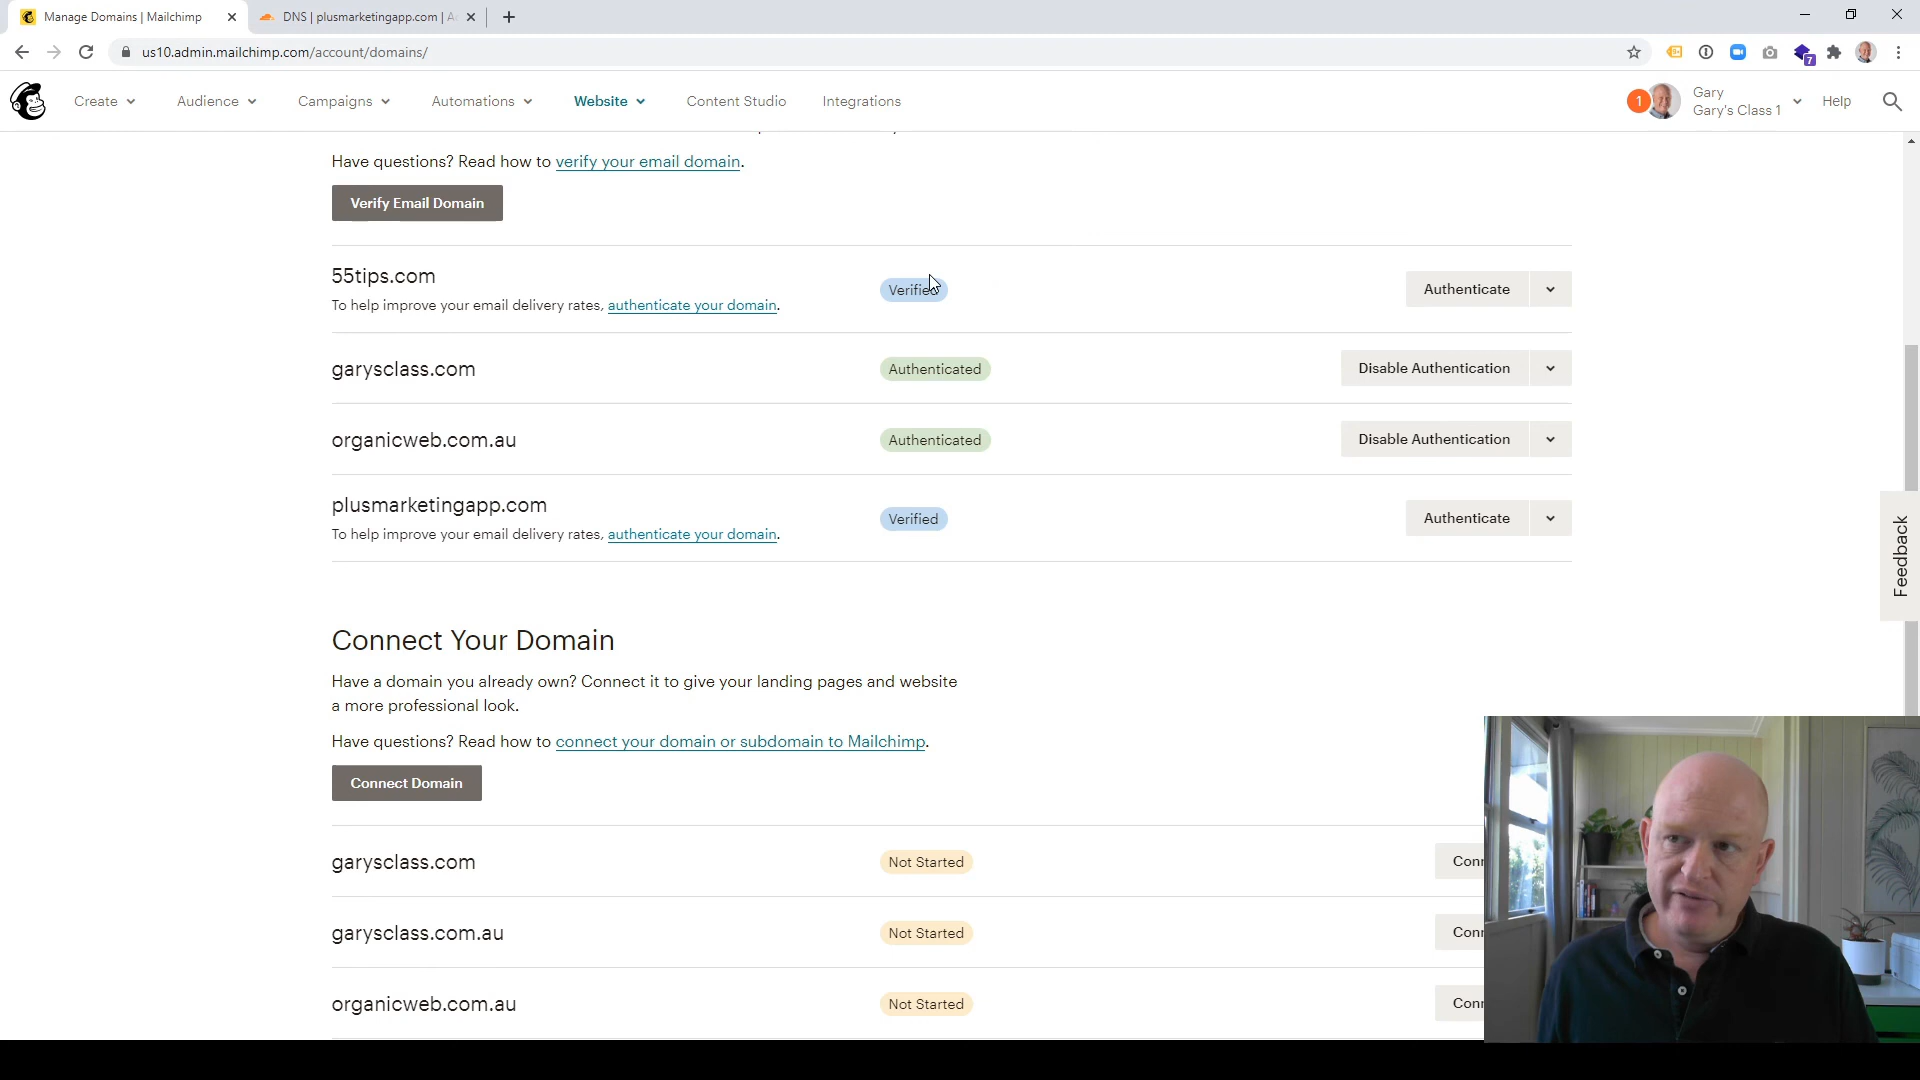 Manage Domains | Mailchimp
DNS | plusmarketingapp.com |
us10.admin.mailchimp.com/account/domains/
7
Create
Audience
Campaigns
Automations
Website
Content Studio
Integrations
1
Gary
Gary's Class 1
Help
Have questions? Read how to verify your email domain.
Verify Email Domain
55tips.com
To help improve your email delivery rates, authenticate your domain.
Verified
Authenticate
garysclass.com
Authenticated
Disable Authentication
organicweb.com.au
Authenticated
Disable Authentication
plusmarketingapp.com
To help improve your email delivery rates, authenticate your domain.
Verified
Authenticate
Feedback
Connect Your Domain
Have a domain you already own? Connect it to give your landing pages and website
a more professional look.
Have questions? Read how to connect your domain or subdomain to Mailchimp.
Connect Domain
garysclass.com
Not Started
Conn
garysclass.com.au
Not Started
Conn
organicweb.com.au
Not Started
Conn